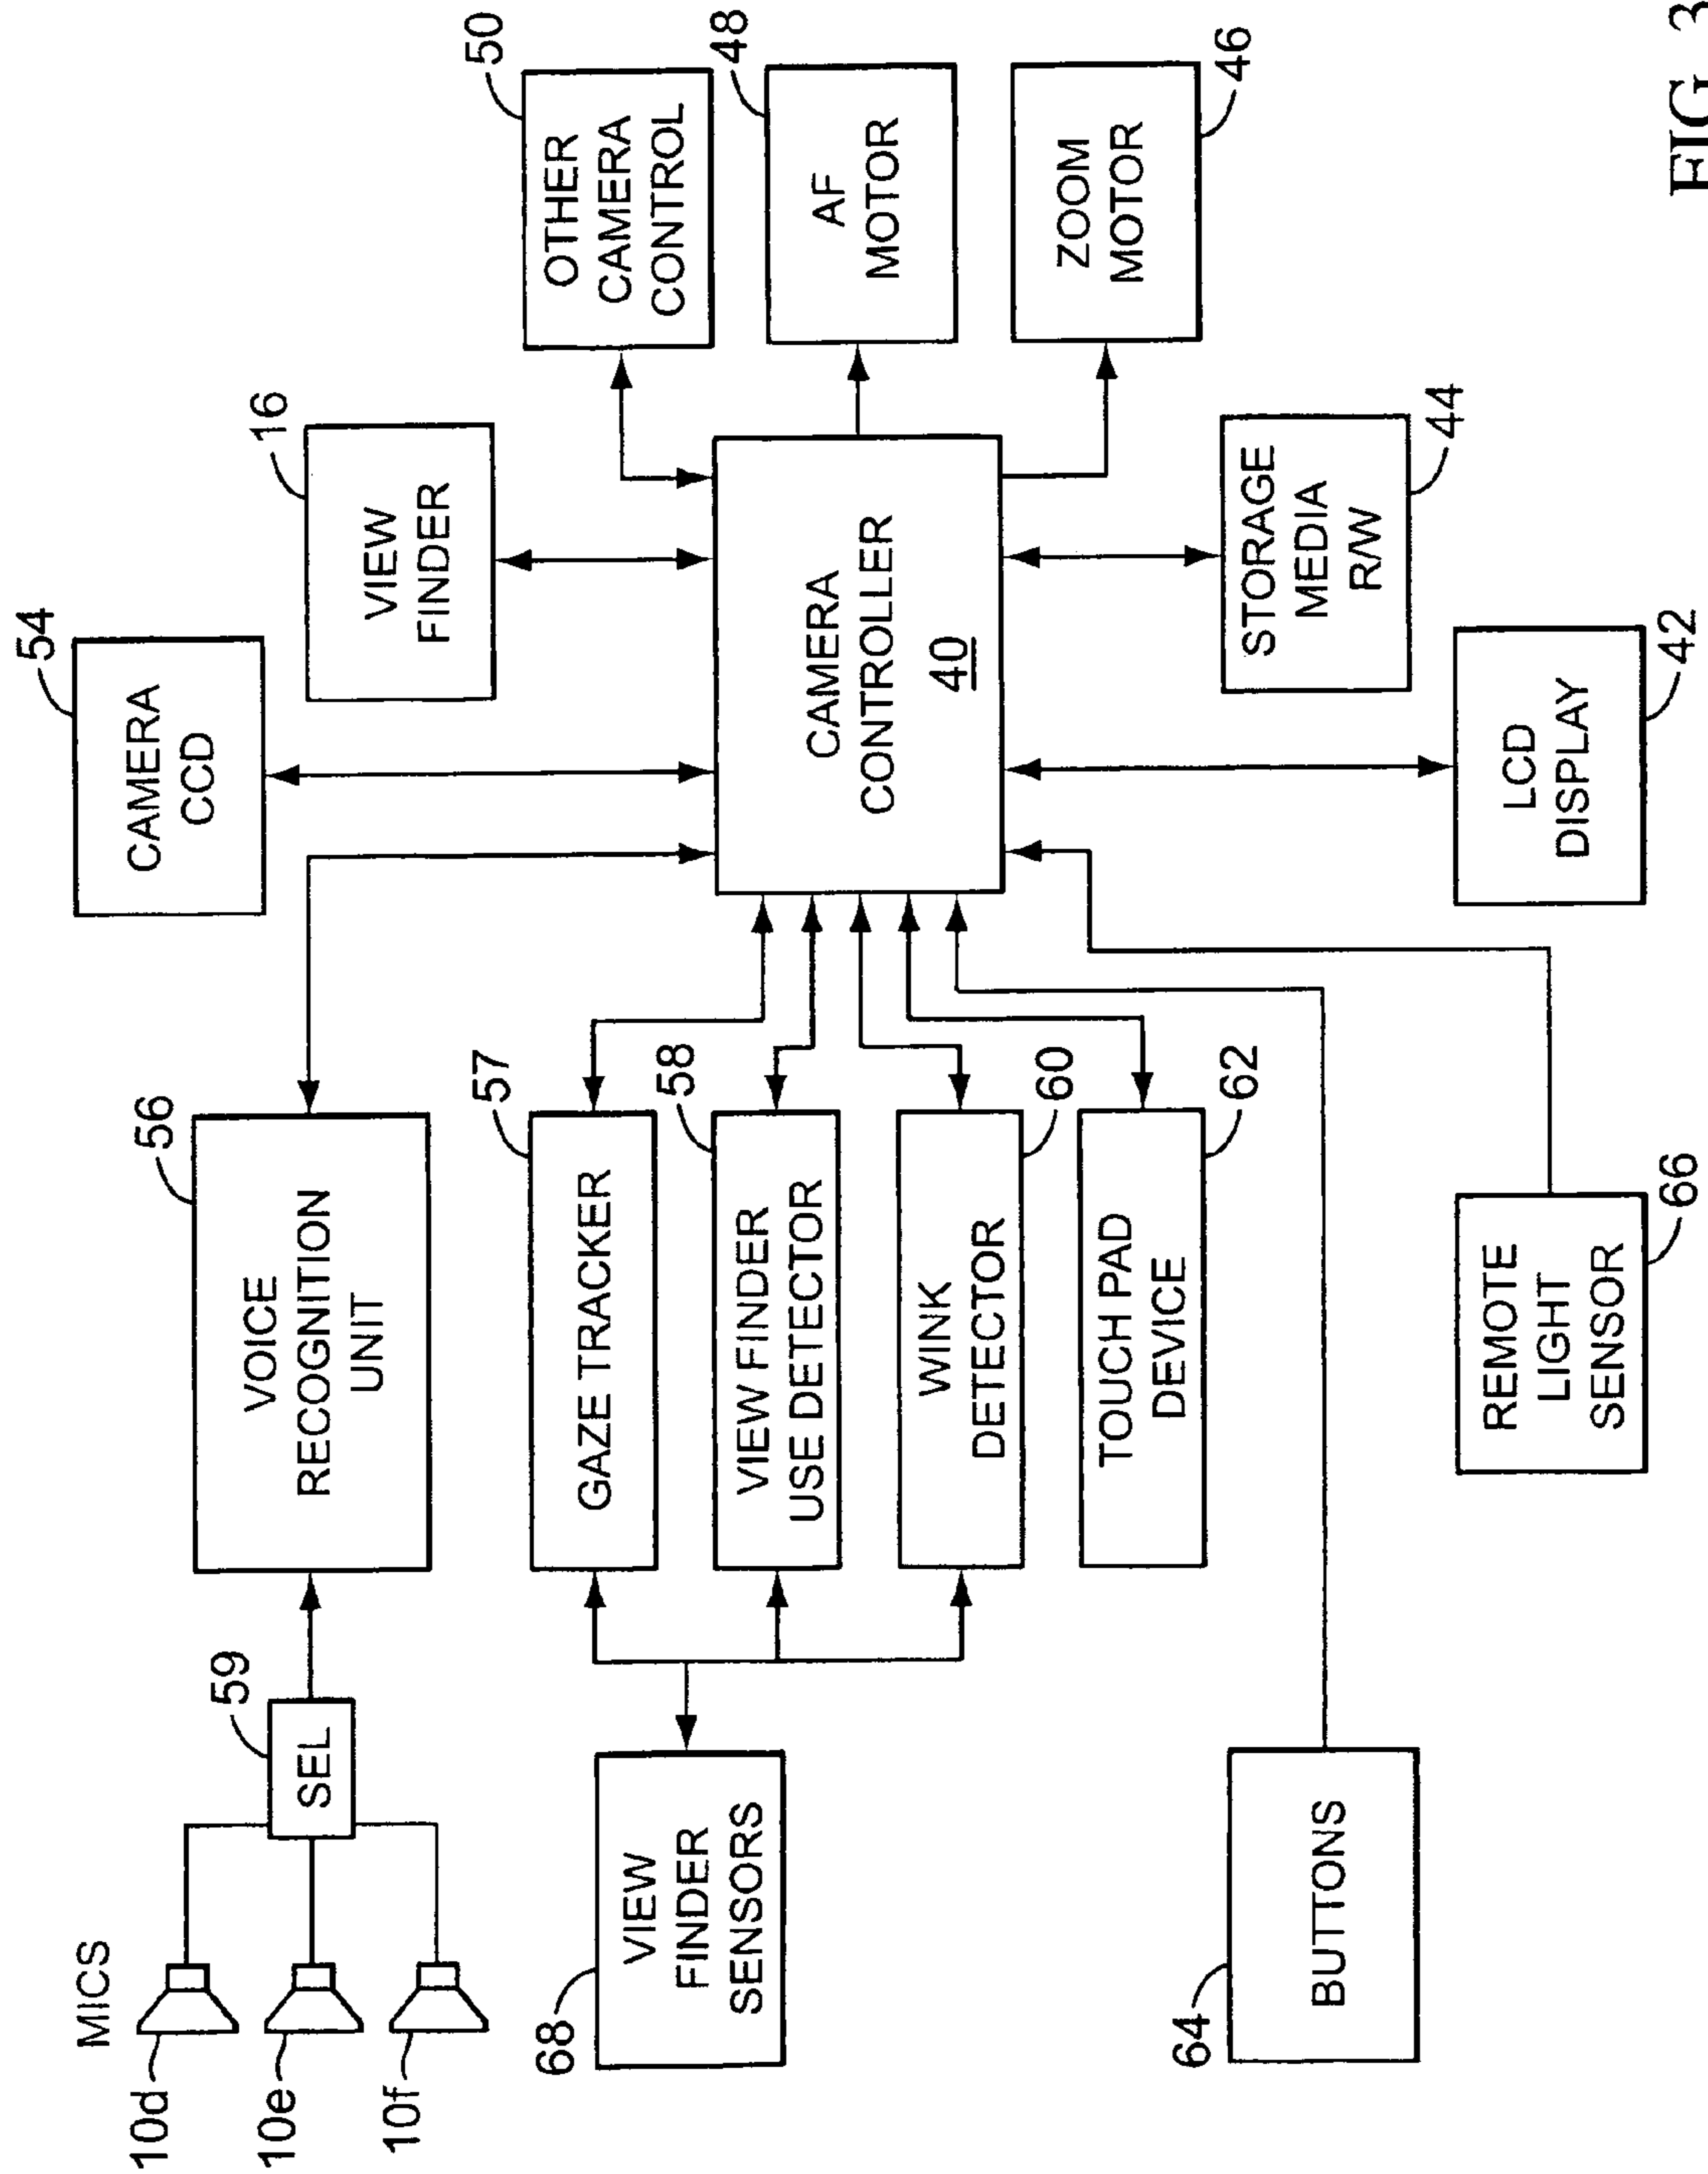 MICS
10d
10e
10f
59
SEL
56
VOICE
RECOGNITION
UNIT
54
CAMERA
CCD
16
VIEW
FINDER
50
OTHER
CAMERA
CONTROL
48
AF
MOTOR
46
ZOOM
MOTOR
57
GAZE TRACKER
58
VIEW FINDER
USE DETECTOR
60
WINK
DETECTOR
62
TOUCH PAD
DEVICE
68
VIEW
FINDER
SENSORS
CAMERA
CONTROLLER
40
STORAGE
MEDIA
R/W
44
LCD
DISPLAY
42
64
BUTTONS
REMOTE
LIGHT
SENSOR
66
FIG. 3